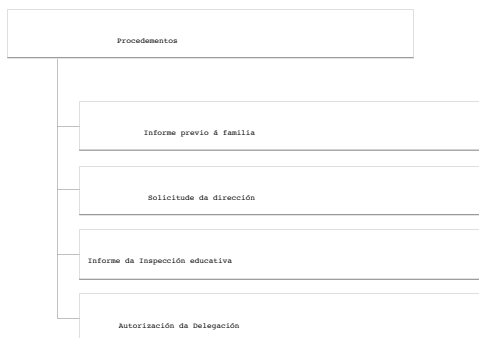 Procedementos
Informe previo á familia
Solicitude da dirección
Informe da Inspección educativa
Autorización da Delegación